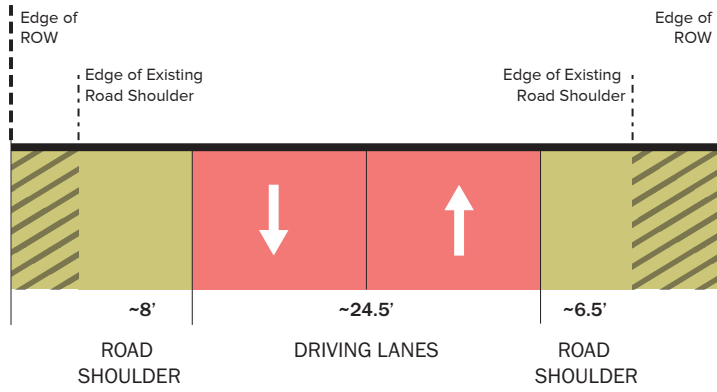 Edge of
ROW
Edge of
ROW
Edge of Existing
Road Shoulder
Edge of Existing
Road Shoulder
~8’
~24.5’
~6.5’
ROAD
SHOULDER
DRIVING LANES
ROAD
SHOULDER